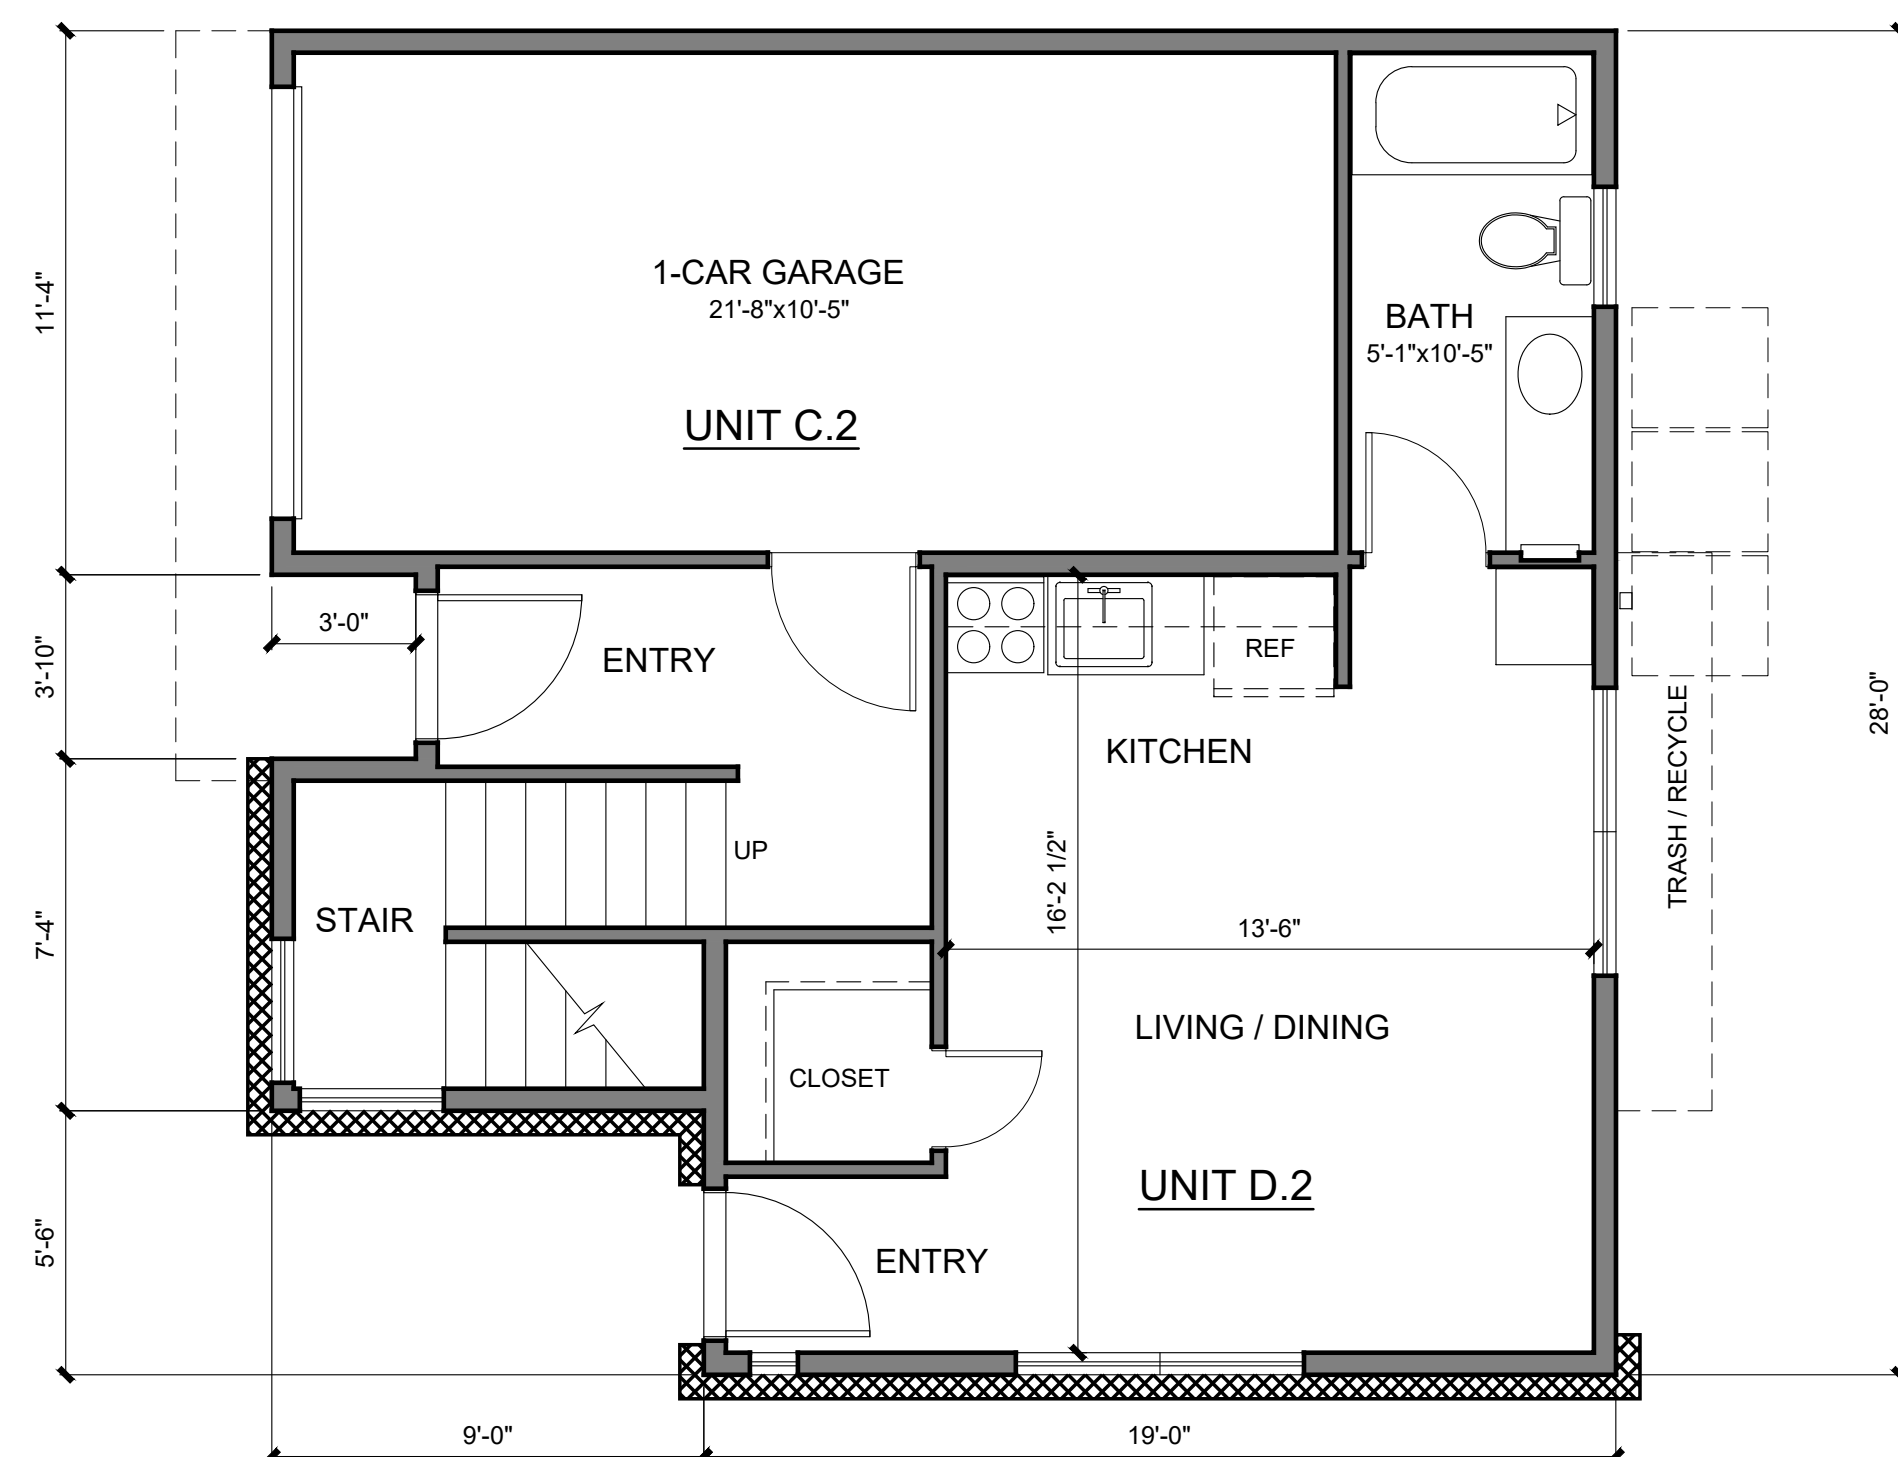 11'-4"
3'-10"
7'-4"
5'-6"
28'-0"
1-CAR GARAGE
21'-8"x10'-5"
UNIT C.2
BATH
5'-1"x10'-5"
3'-0"
ENTRY
REF
KITCHEN
UP
STAIR
16'-2 1/2"
13'-6"
TRASH / RECYCLE
LIVING / DINING
CLOSET
UNIT D.2
ENTRY
9'-0"
19'-0"